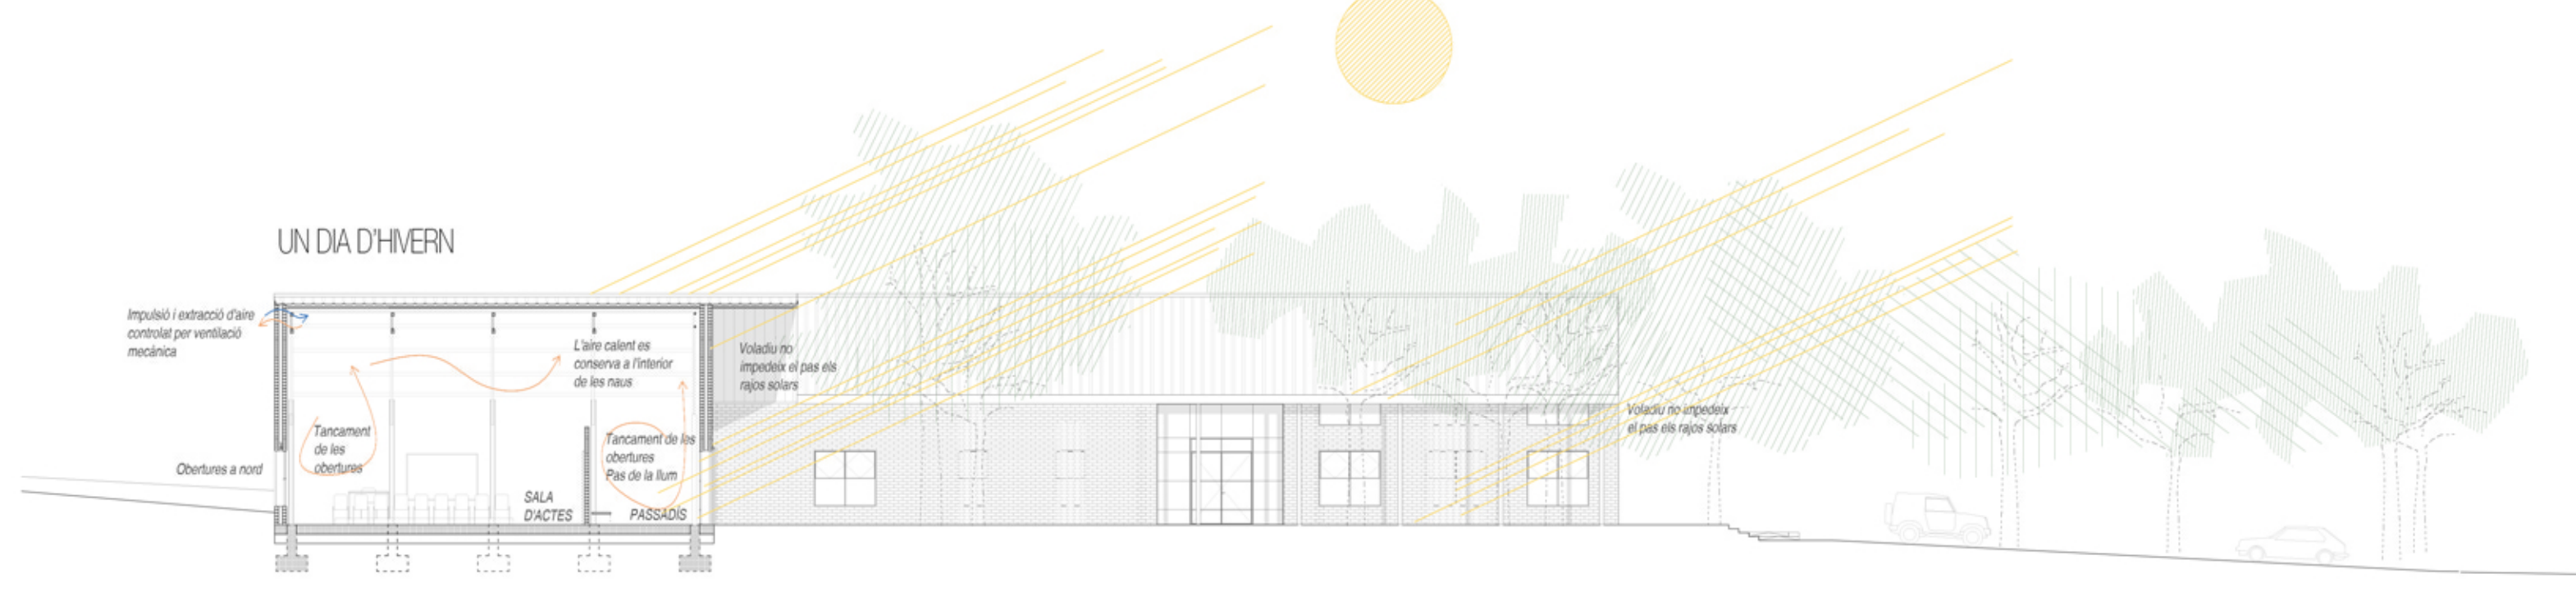 UN DIA D'HIVERN
Impulsió i extracció d'aire
controlat per ventilació
mecánica
L'aire calent es
conserva a l'interior
de les naus
Voladiu no
impedeix el pas els
rajos solars
Tancament
de les
obertures
Tancament de les
obertures
Pas de la llum
Voladiu no impedeix
el pas els rajos solars
Obertures a nord
SALA
D'ACTES
PASSADÍS